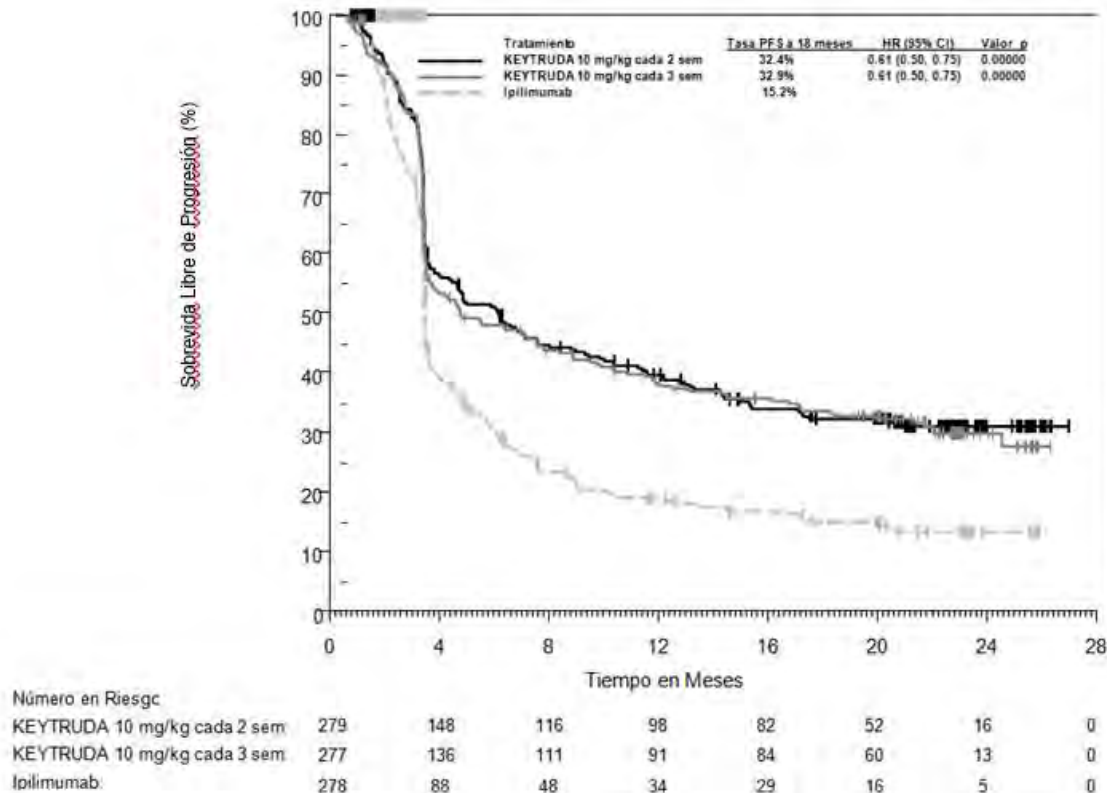 Tratamiento Tasa PFS a 18 meses HR (95% CI) Valor p
KEYTRUDA 10 mg/kg cada 2 sem 32.4% 0.61 (0.50, 0.75) 0.00000
KEYTRUDA 10 mg/kg cada 3 sem 32.9% 0.61 (0.50, 0.75) 0.00000
Ipilimumab 15.2%
Sobrevida Libre de Progresión (%)
100
90
80
70
60
50
40
30
20
10
0
0 4 8 12 16 20 24 28
Tiempo en Meses
Número en Riesgc
KEYTRUDA 10 mg/kg cada 2 sem 279 148 116 98 82 52 16 0
KEYTRUDA 10 mg/kg cada 3 sem 277 136 111 91 84 60 13 0
Ipilimumab 278 88 48 34 29 16 5 0